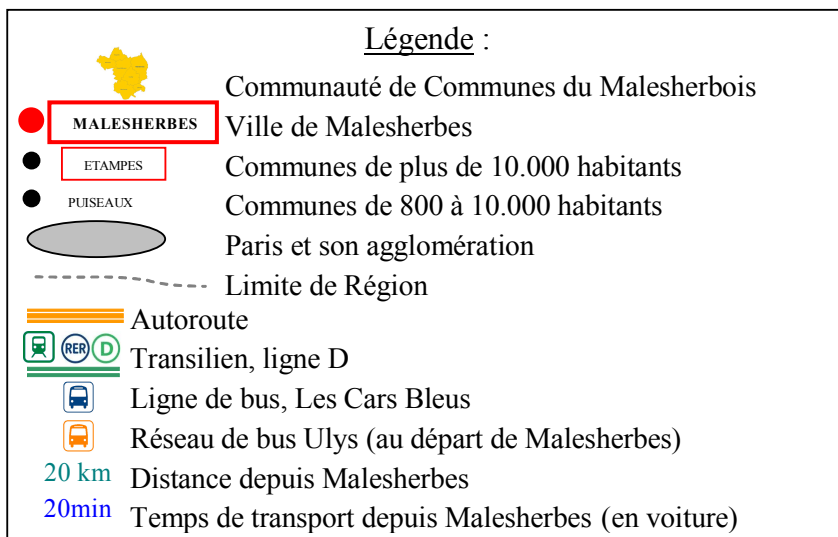 Légende :
Communauté de Communes du Malesherbois
MALESHERBES Ville de Malesherbes
ETAMPES Communes de plus de 10.000 habitants
PUISEAUX Communes de 800 à 10.000 habitants
Paris et son agglomération
Limite de Région
Autoroute
RER D Transilien, ligne D
Ligne de bus, Les Cars Bleus
Réseau de bus Ulys (au départ de Malesherbes)
20 km Distance depuis Malesherbes
20min Temps de transport depuis Malesherbes (en voiture)